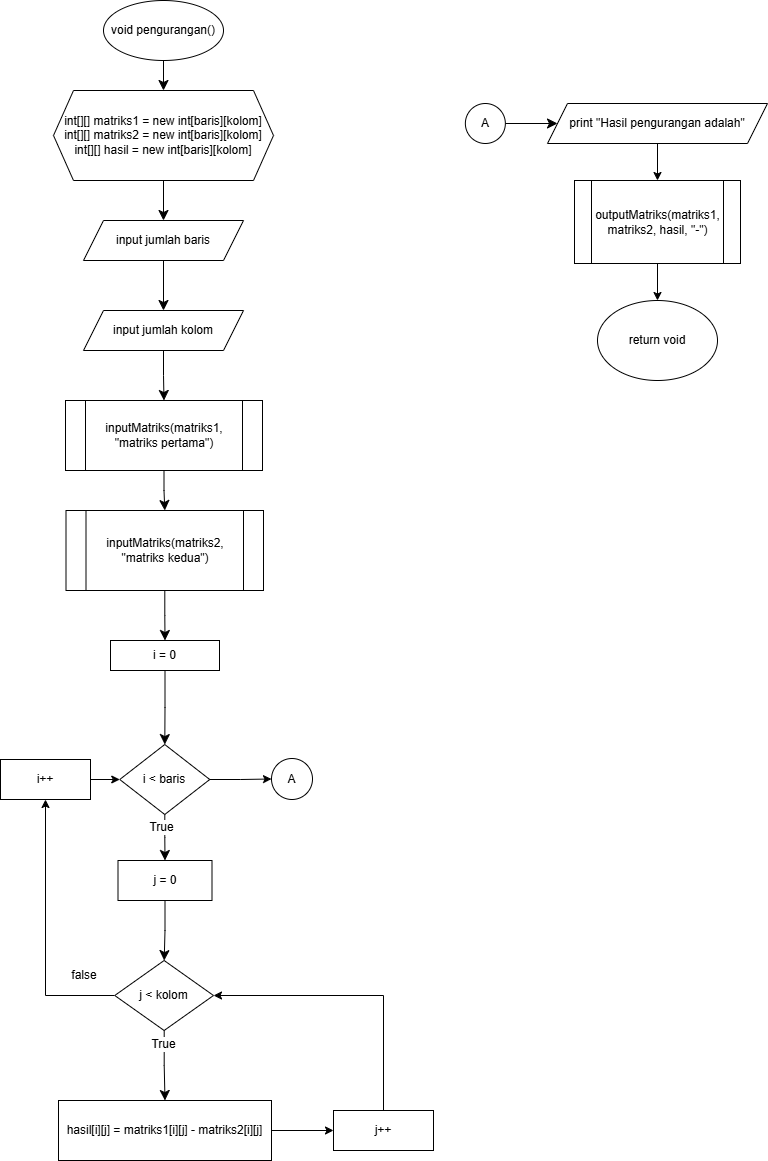 void pengurangan()
int[][] matriks1 = new int[baris][kolom]
int[][] matriks2 = new int[baris][kolom]
int[][] hasil = new int[baris][kolom]
input jumlah baris
input jumlah kolom
inputMatriks(matriks1,
"matriks pertama")
inputMatriks(matriks2,
"matriks kedua")
i = 0
i++
i < baris
A
True
j = 0
false
j < kolom
True
hasil[i][j] = matriks1[i][j] - matriks2[i][j]
j++
A
print "Hasil pengurangan adalah"
outputMatriks(matriks1,
matriks2, hasil, "-")
return void